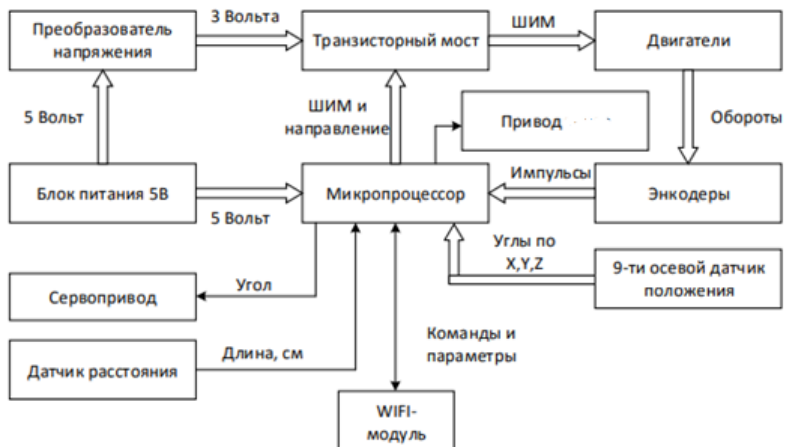 3 Вольта
ШИМ
Преобразователь
напряжения
Транзисторный мост
Двигатели
5 Вольт
ШИМ и
направление
Привод
Обороты
Блок питания 5В
5 Вольт
Микропроцессор
Импульсы
Энкодеры
Углы по
X,Y,Z
9-ти осевой датчик
положения
Сервопривод
Угол
Датчик расстояния
Длина, см
Команды и
параметры
WIFI-
модуль